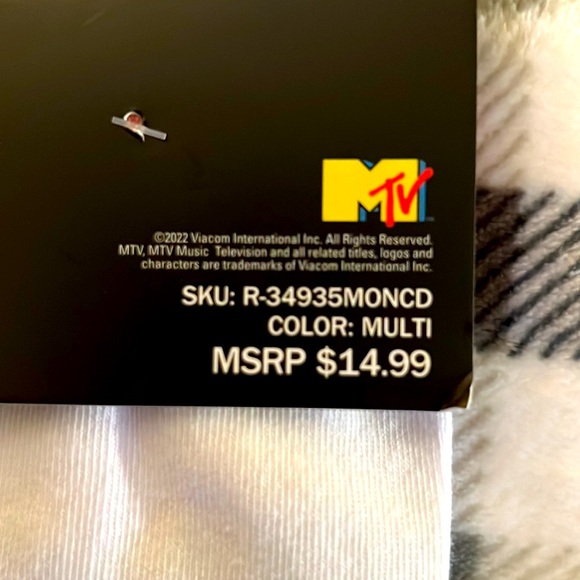 MTV
©2022 Viacom International Inc. All Rights Reserved.
MTV, MTV Music Television and all related titles, logos and
characters are trademarks of Viacom International Inc.
SKU: R-34935MONCD
COLOR: MULTI
MSRP $14.99